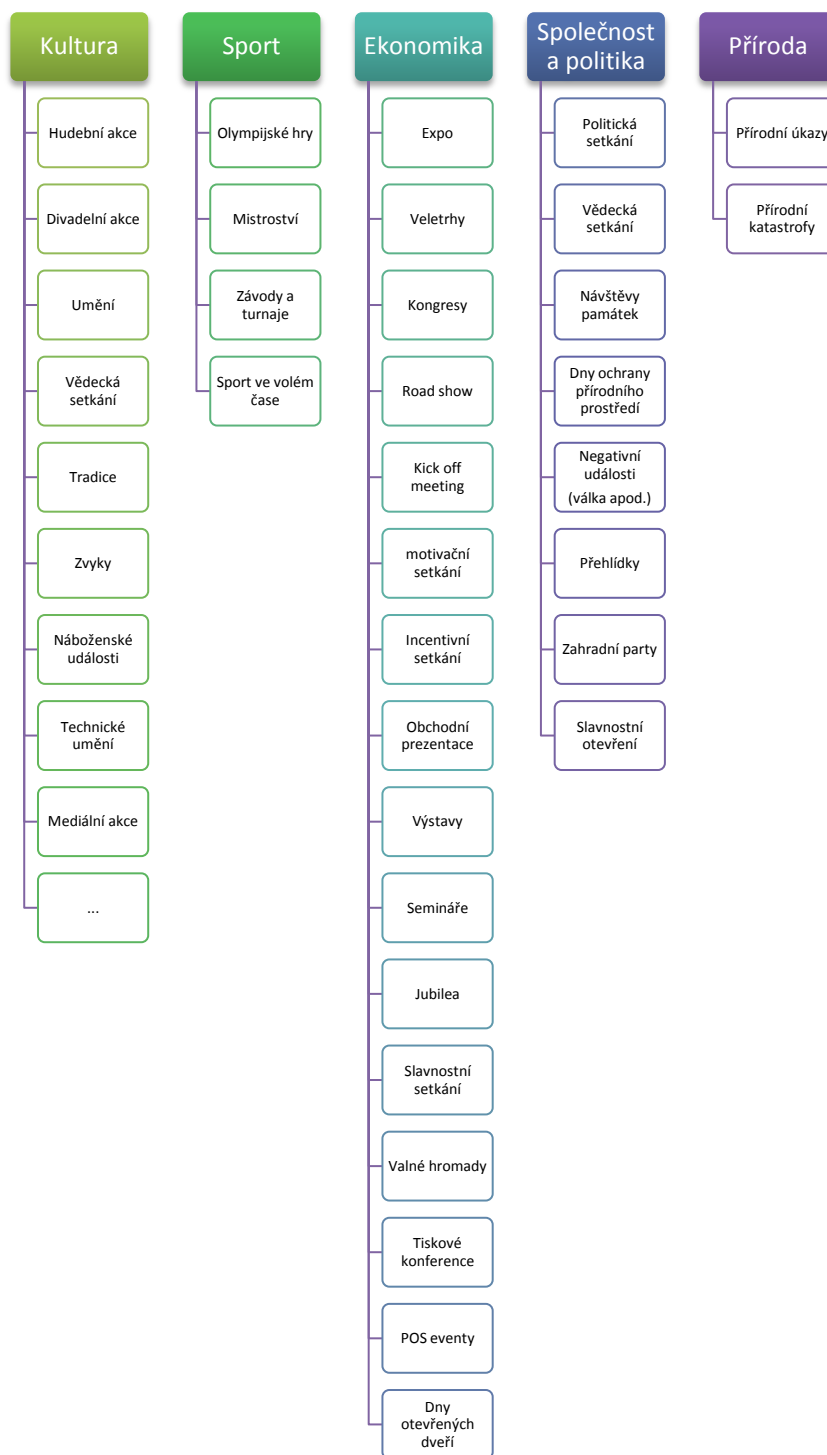 Kultura
Hudební akce
Divadelní akce
Umění
Vědecká
setkání
Tradice
Zvyky
Náboženské
události
Technické
umění
Mediální akce
...
Sport
Olympijské hry
Mistroství
Závody a
turnaje
Sport ve volém
čase
Ekonomika
Expo
Veletrhy
Kongresy
Road show
Kick off
meeting
motivační
setkání
Incentivní
setkání
Obchodní
prezentace
Výstavy
Semináře
Jubilea
Slavnostní
setkání
Valné hromady
Tiskové
konference
POS eventy
Dny
otevřených
dveří
Společnost
a politika
Politická
setkání
Vědecká
setkání
Návštěvy
památek
Dny ochrany
přírodního
prostředí
Negativní
události
(válka apod.)
Přehlídky
Zahradní party
Slavnostní
otevření
Příroda
Přírodní úkazy
Přírodní
katastrofy